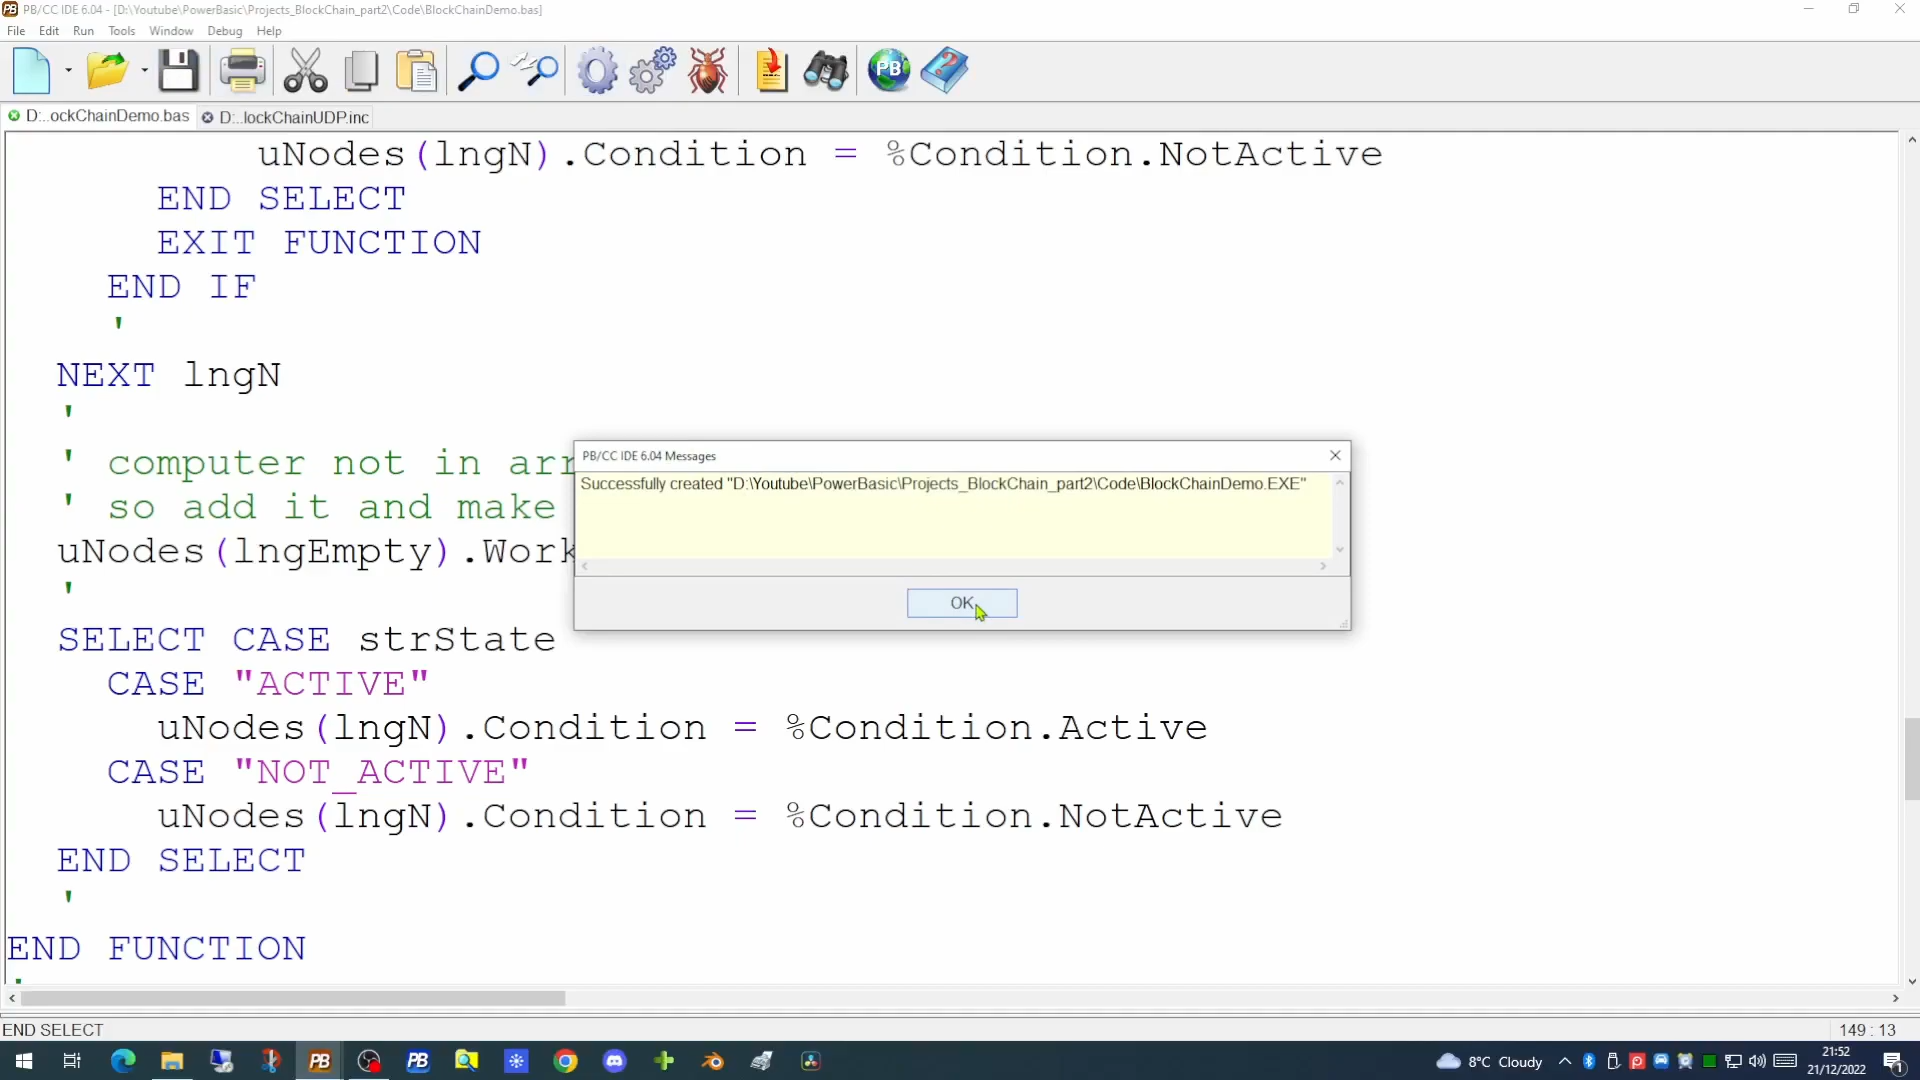 PB/CC IDE 6.04 - [D:\Youtube\PowerBasic\Projects_BlockChain_part2\Code\BlockChainDemo.bas]
File Edit Run Tools Window Debug Help
D:..ockChainDemo.bas D:..lockChainUDP.inc
uNodes(lngN).Condition = %Condition.NotActive
END SELECT
EXIT FUNCTION
END IF
'
NEXT lngN
'
' computer not in arr
' so add it and make
uNodes(lngEmpty).Work
'
SELECT CASE strState
CASE "ACTIVE"
uNodes(lngN).Condition = %Condition.Active
CASE "NOT_ACTIVE"
uNodes(lngN).Condition = %Condition.NotActive
END SELECT
'
END FUNCTION
'
PB/CC IDE 6.04 Messages
Successfully created "D:\Youtube\PowerBasic\Projects_BlockChain_part2\Code\BlockChainDemo.EXE"
OK
END SELECT
149 : 13
8°C Cloudy
21:52
21/12/2022